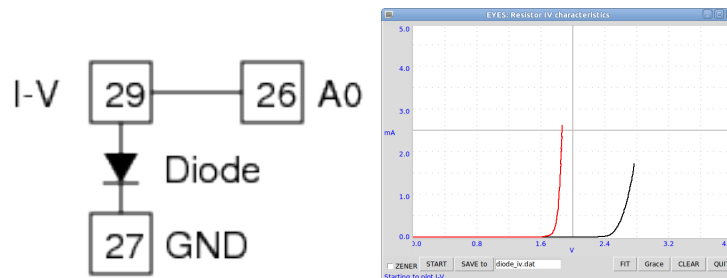 I-V 29 26 A0
Diode
27 GND
EYES: Resistor IV characteristics
5.0
4.0
3.0
mA
2.0
1.0
0.0
0.0 0.8 1.6 2.4 3.2 4.
V
ZENER START SAVE to diode_iv.dat FIT Grace CLEAR QUI
Starting to plot I-V